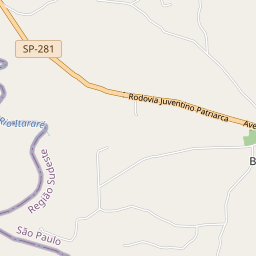 SP-281
Rodovia Juventino Patriarca
Ave
Rio Itararé
B
Região Sudeste
São Paulo